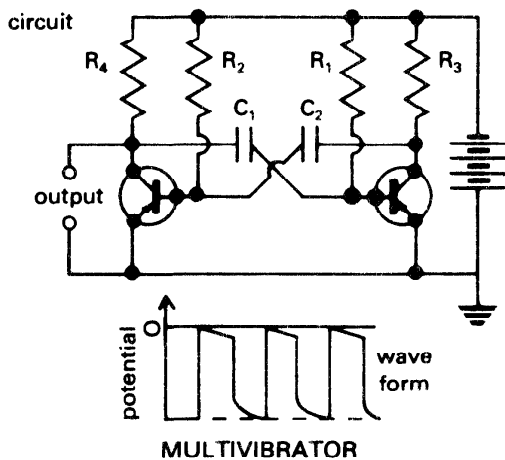 circuit
R4 R2 R1 R3
C1 C2
output
O
potential
wave
form
MULTIVIBRATOR